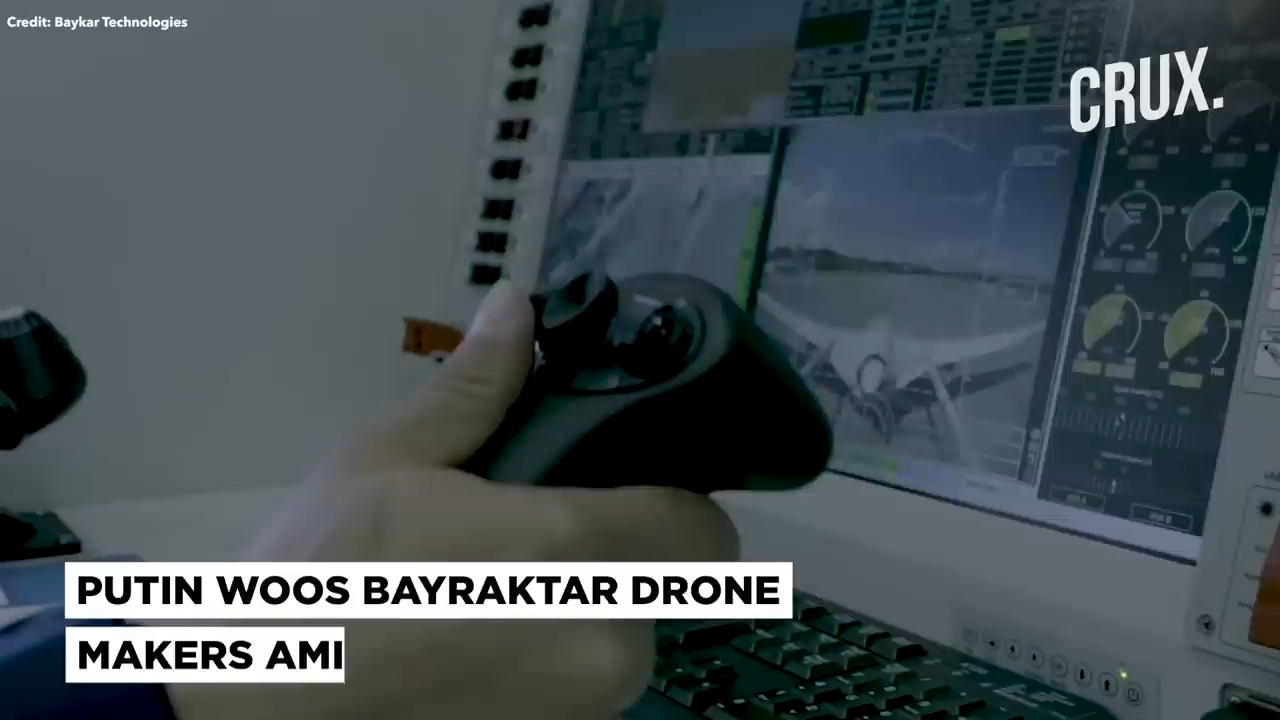 Credit: Baykar Technologies
CRUX.
PUTIN WOOS BAYRAKTAR DRONE
MAKERS AMI